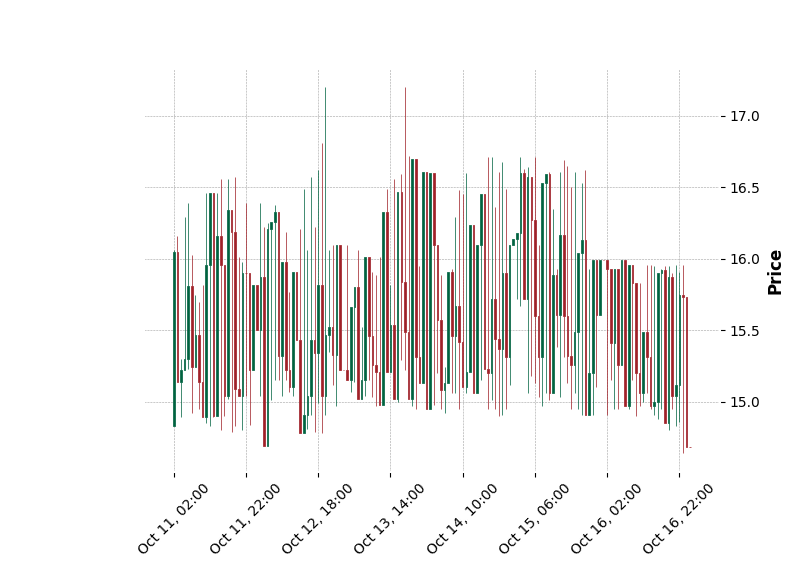 17.0
16.5
16.0
15.5
15.0
Price
Oct 11, 02:00
Oct 11, 22:00
Oct 12, 18:00
Oct 13, 14:00
Oct 14, 10:00
Oct 15, 06:00
Oct 16, 02:00
Oct 16, 22:00